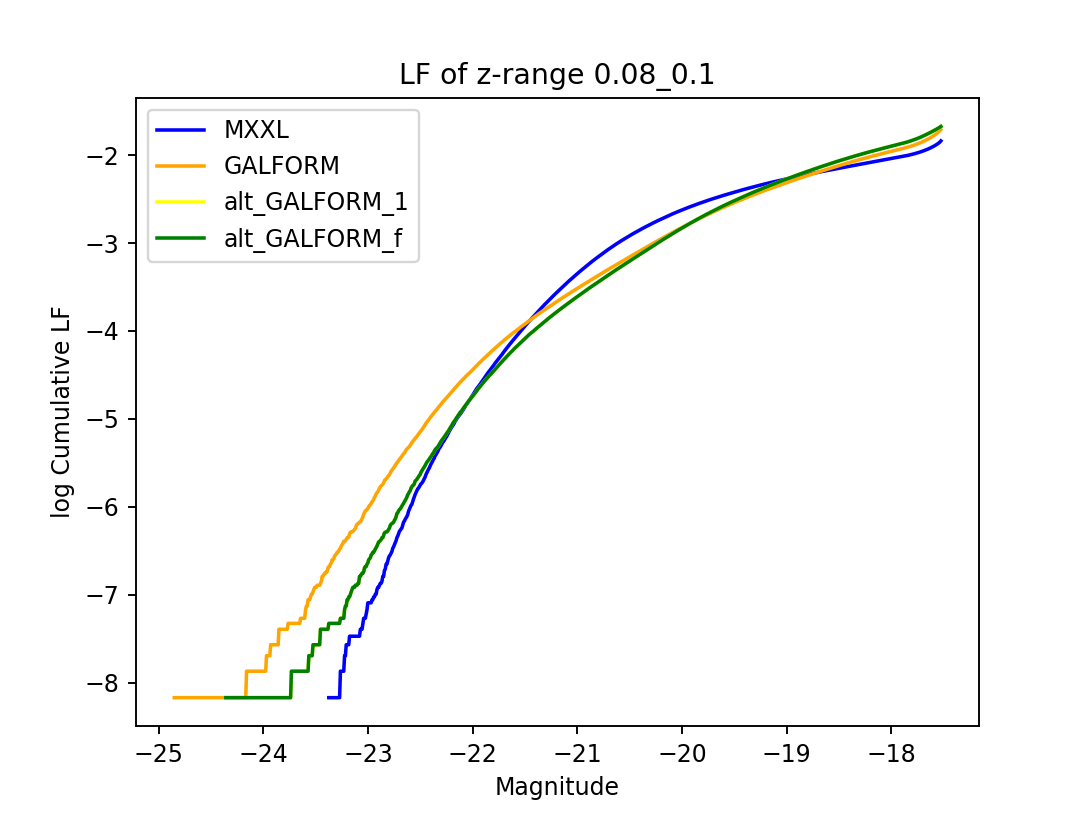 LF of z-range 0.08_0.1
MXXL
GALFORM
alt_GALFORM_1
alt_GALFORM_f
log Cumulative LF
−2
−3
−4
−5
−6
−7
−8
−25 −24 −23 −22 −21 −20 −19 −18
Magnitude